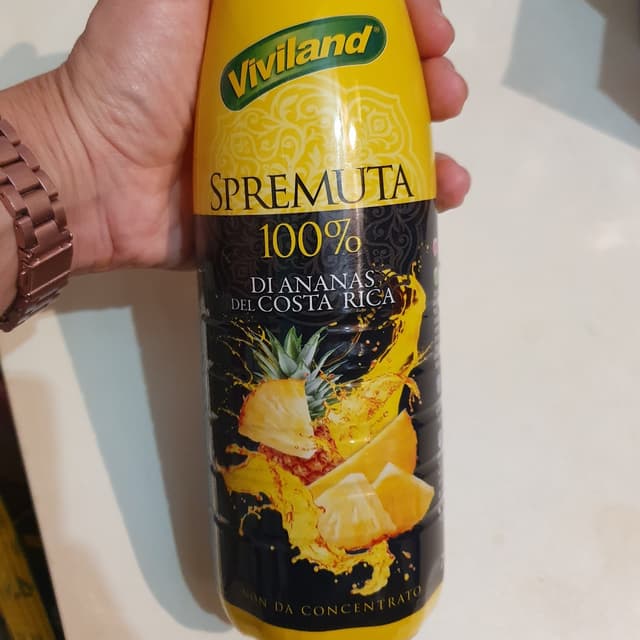 Viviland
SPREMUTA
100%
DI ANANAS
DEL COSTA RICA
NON DA CONCENTRATO